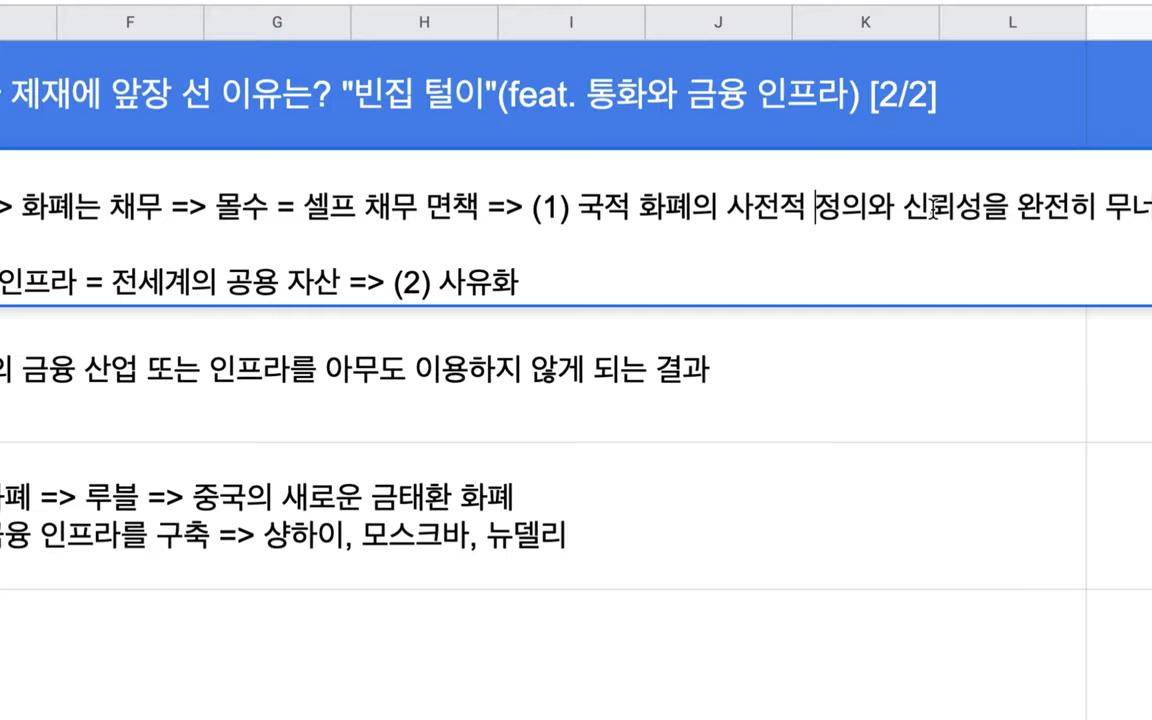 F G H I J K L
제재에 앞장 선 이유는? "빈집 털이"(feat. 통화와 금융 인프라) [2/2]
> 화폐는 채무 => 몰수 = 셀프 채무 면책 => (1) 국적 화폐의 사전적 정의와 신뢰성을 완전히
인프라 = 전세계의 공용 자산 => (2) 사유화
의 금융 산업 또는 인프라를 아무도 이용하지 않게 되는 결과
=> 루블 => 중국의 새로운 금태환 화폐
인프라를 구축 => 샹하이, 모스크바, 뉴델리